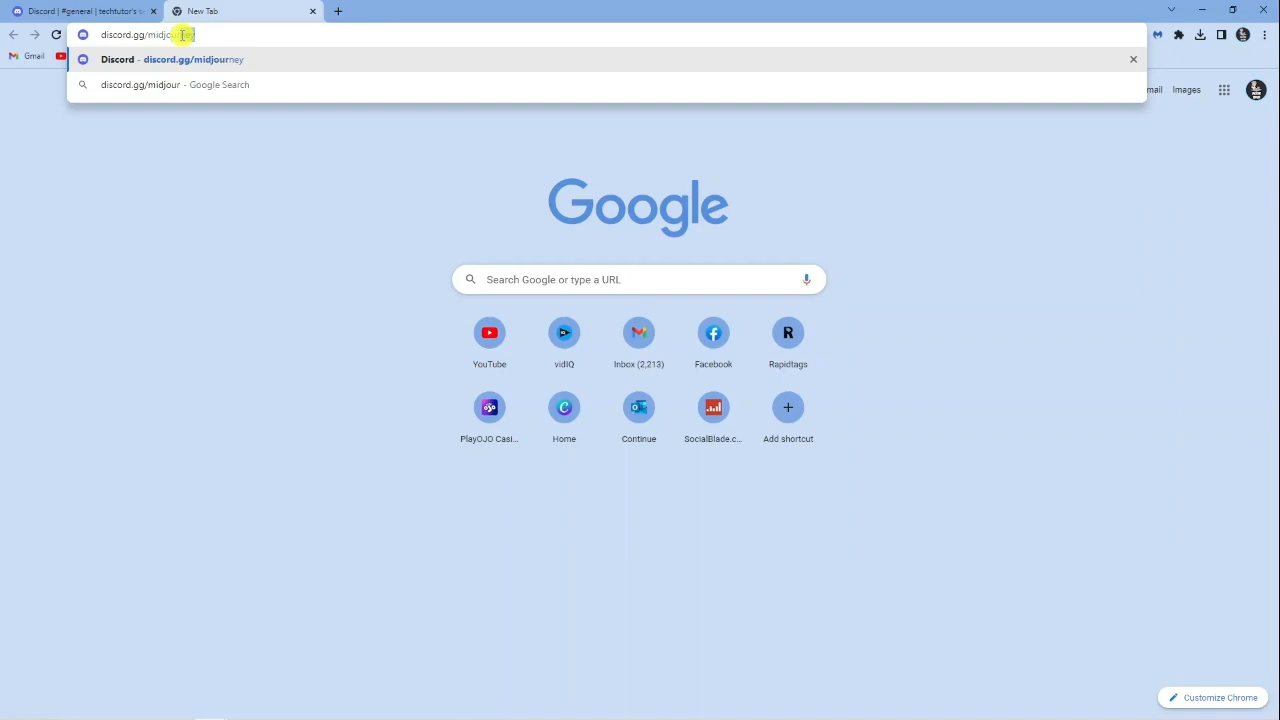 Discord | #general | techtutor's s
New Tab
discord.gg/midjourney
Discord - discord.gg/midjourney
discord.gg/midjour - Google Search
Gmail
mail Images
Google
Search Google or type a URL
YouTube vidIQ Inbox (2,213) Facebook Rapidtags
PlayOJO Casi... Home Continue SocialBlade.c... Add shortcut
Customize Chrome